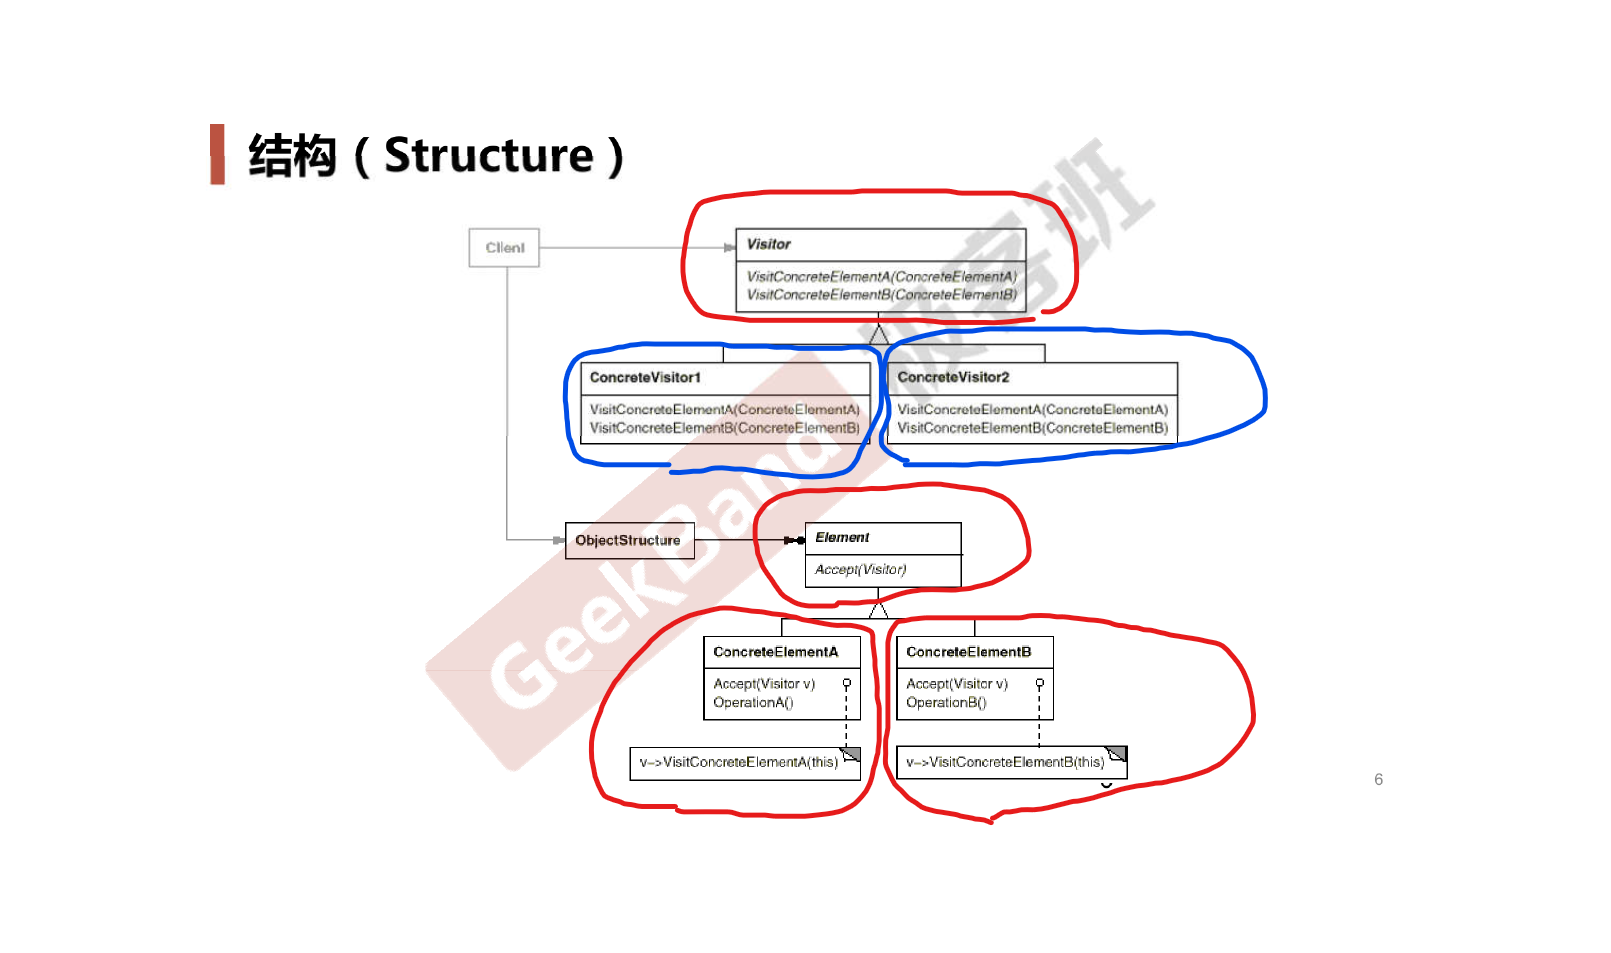 结构（Structure）
Client
Visitor
VisitConcreteElementA(ConcreteElementA)
VisitConcreteElementB(ConcreteElementB)
ConcreteVisitor1
VisitConcreteElementA(ConcreteElementA)
VisitConcreteElementB(ConcreteElementB)
ConcreteVisitor2
VisitConcreteElementA(ConcreteElementA)
VisitConcreteElementB(ConcreteElementB)
ObjectStructure
Element
Accept(Visitor)
ConcreteElementA
Accept(Visitor v)
OperationA()
v->VisitConcreteElementA(this)
ConcreteElementB
Accept(Visitor v)
OperationB()
v->VisitConcreteElementB(this)
GeekBand 极客班
6